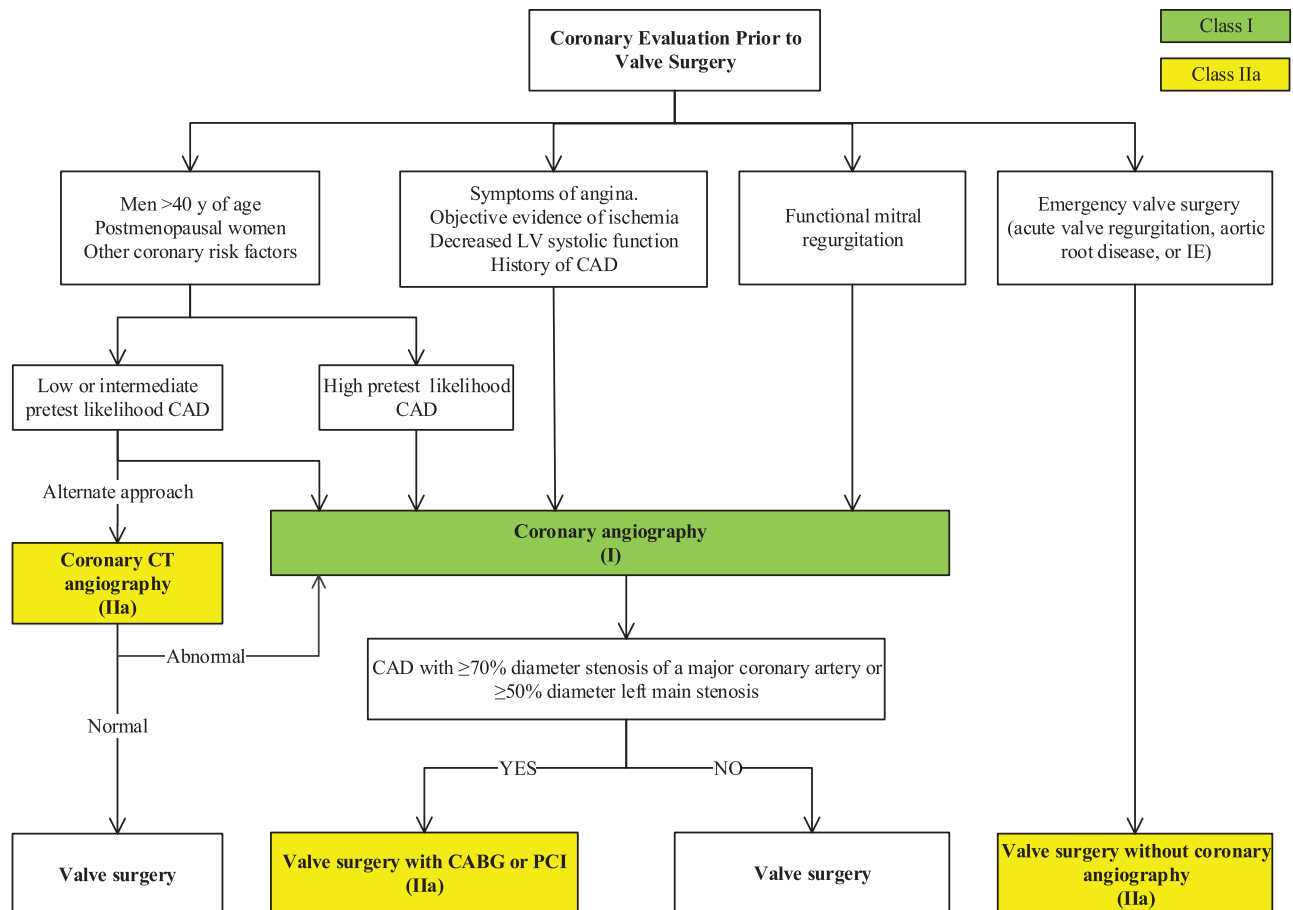 Coronary Evaluation Prior to
Valve Surgery
Class I
Class IIa
Men >40 y of age
Postmenopausal women
Other coronary risk factors
Symptoms of angina.
Objective evidence of ischemia
Decreased LV systolic function
History of CAD
Functional mitral
regurgitation
Emergency valve surgery
(acute valve regurgitation, aortic
root disease, or IE)
Low or intermediate
pretest likelihood CAD
High pretest likelihood
CAD
Alternate approach
Coronary CT
angiography
(IIa)
Coronary angiography
(I)
Abnormal
CAD with ≥70% diameter stenosis of a major coronary artery or
≥50% diameter left main stenosis
Normal
YES
NO
Valve surgery
Valve surgery with CABG or PCI
(IIa)
Valve surgery
Valve surgery without coronary
angiography
(IIa)